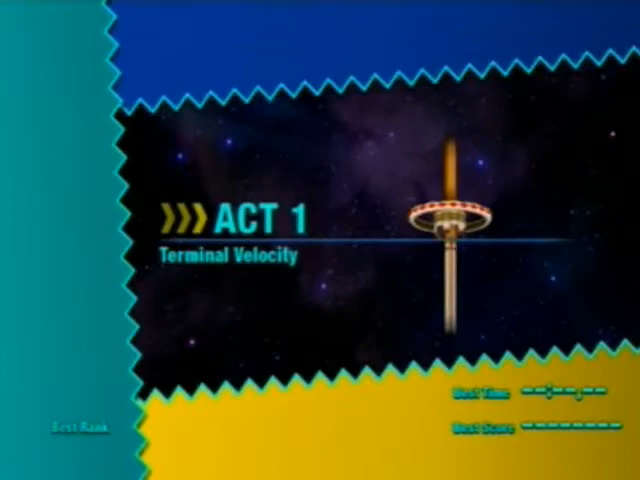 ACT 1
Terminal Velocity
Best Time --:--.--
Best Rank
Best Score --------